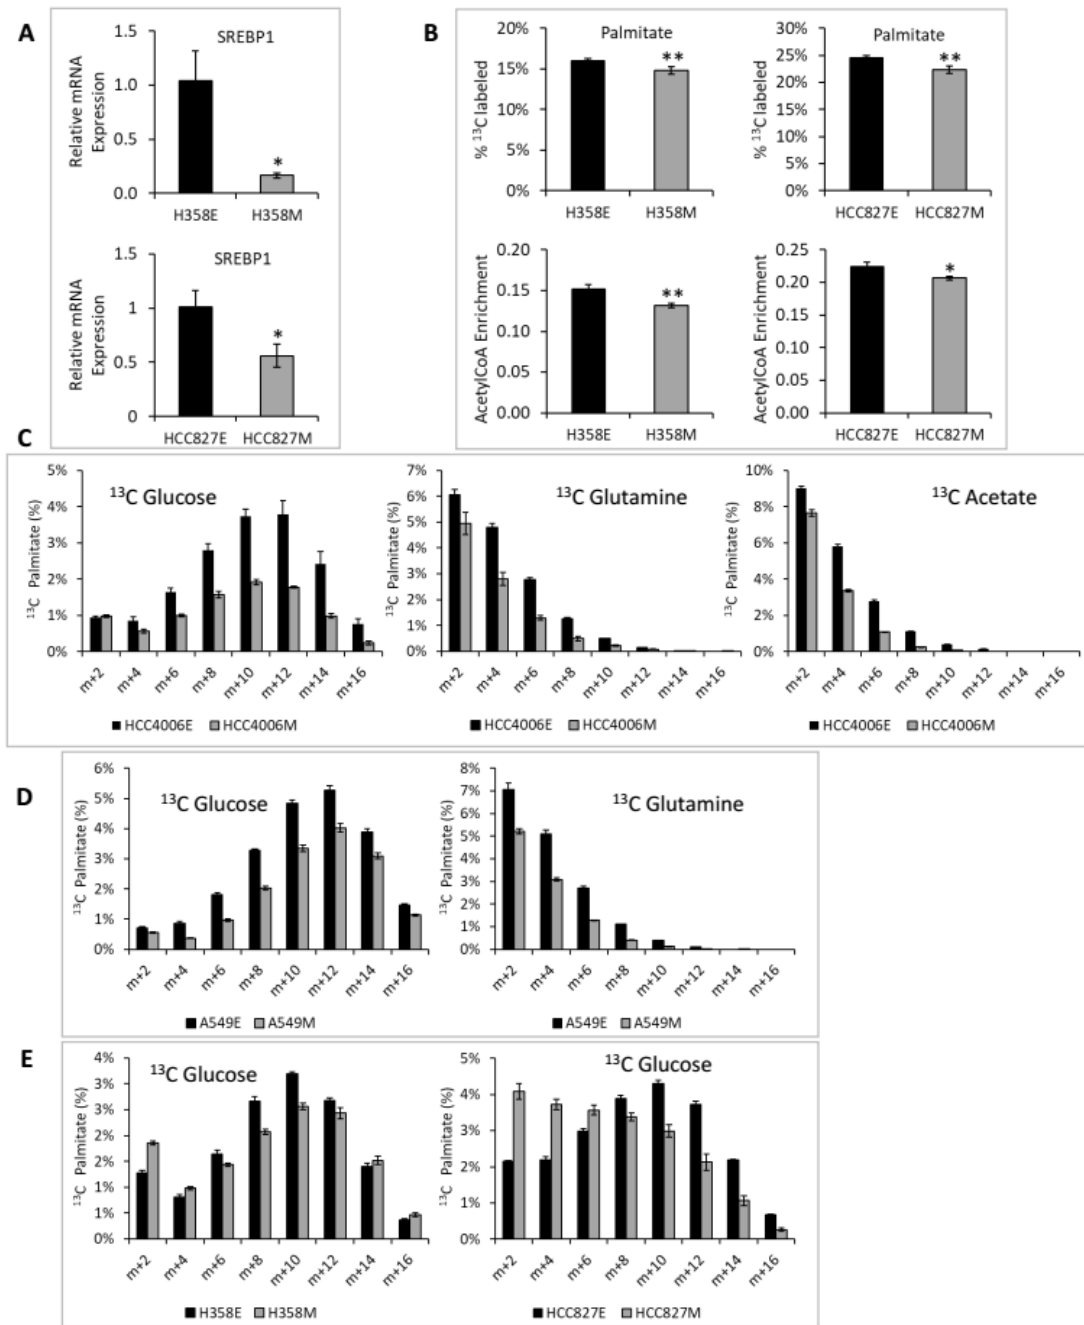 A
SREBP1
Relative mRNA
Expression
1.5
1.0
0.5
0.0
*
H358E H358M
SREBP1
Relative mRNA
Expression
1.5
1
0.5
0
*
HCC827E HCC827M
B
Palmitate
% ¹³C labeled
20%
15%
10%
5%
0%
**
H358E H358M
Palmitate
% ¹³C labeled
30%
25%
20%
15%
10%
5%
0%
**
HCC827E HCC827M
AcetylCoA Enrichment
0.20
0.15
0.10
0.05
0.00
**
H358E H358M
AcetylCoA Enrichment
0.25
0.20
0.15
0.10
0.05
0.00
*
HCC827E HCC827M
C
¹³C Glucose
¹³C Palmitate (%)
5%
4%
3%
2%
1%
0%
m+2 m+4 m+6 m+8 m+10 m+12 m+14 m+16
HCC4006E HCC4006M
¹³C Glutamine
¹³C Palmitate (%)
7%
6%
5%
4%
3%
2%
1%
0%
m+2 m+4 m+6 m+8 m+10 m+12 m+14 m+16
HCC4006E HCC4006M
¹³C Acetate
¹³C Palmitate (%)
10%
8%
6%
4%
2%
0%
m+2 m+4 m+6 m+8 m+10 m+12 m+14 m+16
HCC4006E HCC4006M
D
¹³C Glucose
¹³C Palmitate (%)
6%
5%
4%
3%
2%
1%
0%
m+2 m+4 m+6 m+8 m+10 m+12 m+14 m+16
A549E A549M
¹³C Glutamine
¹³C Palmitate (%)
8%
7%
6%
5%
4%
3%
2%
1%
0%
m+2 m+4 m+6 m+8 m+10 m+12 m+14 m+16
A549E A549M
E
¹³C Glucose
¹³C Palmitate (%)
4%
3%
3%
2%
2%
1%
1%
0%
m+2 m+4 m+6 m+8 m+10 m+12 m+14 m+16
H358E H358M
¹³C Glucose
¹³C Palmitate (%)
5%
4%
3%
2%
1%
0%
m+2 m+4 m+6 m+8 m+10 m+12 m+14 m+16
HCC827E HCC827M